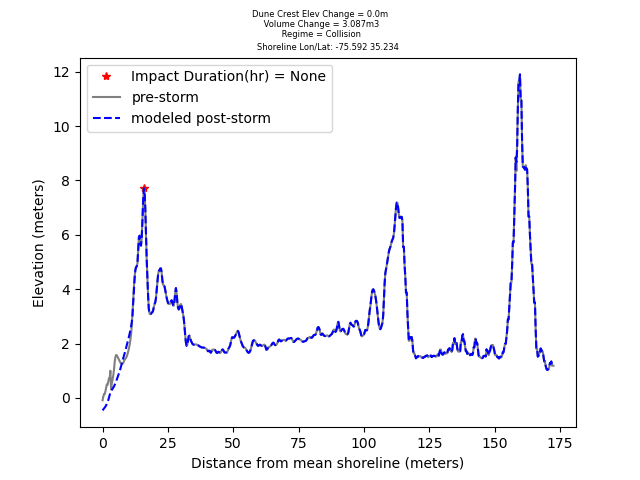 Dune Crest Elev Change = 0.0m
Volume Change = 3.087m3
Regime = Collision
Shoreline Lon/Lat: -75.592 35.234
Impact Duration(hr) = None
pre-storm
modeled post-storm
Elevation (meters)
12
10
8
6
4
2
0
0 25 50 75 100 125 150 175
Distance from mean shoreline (meters)